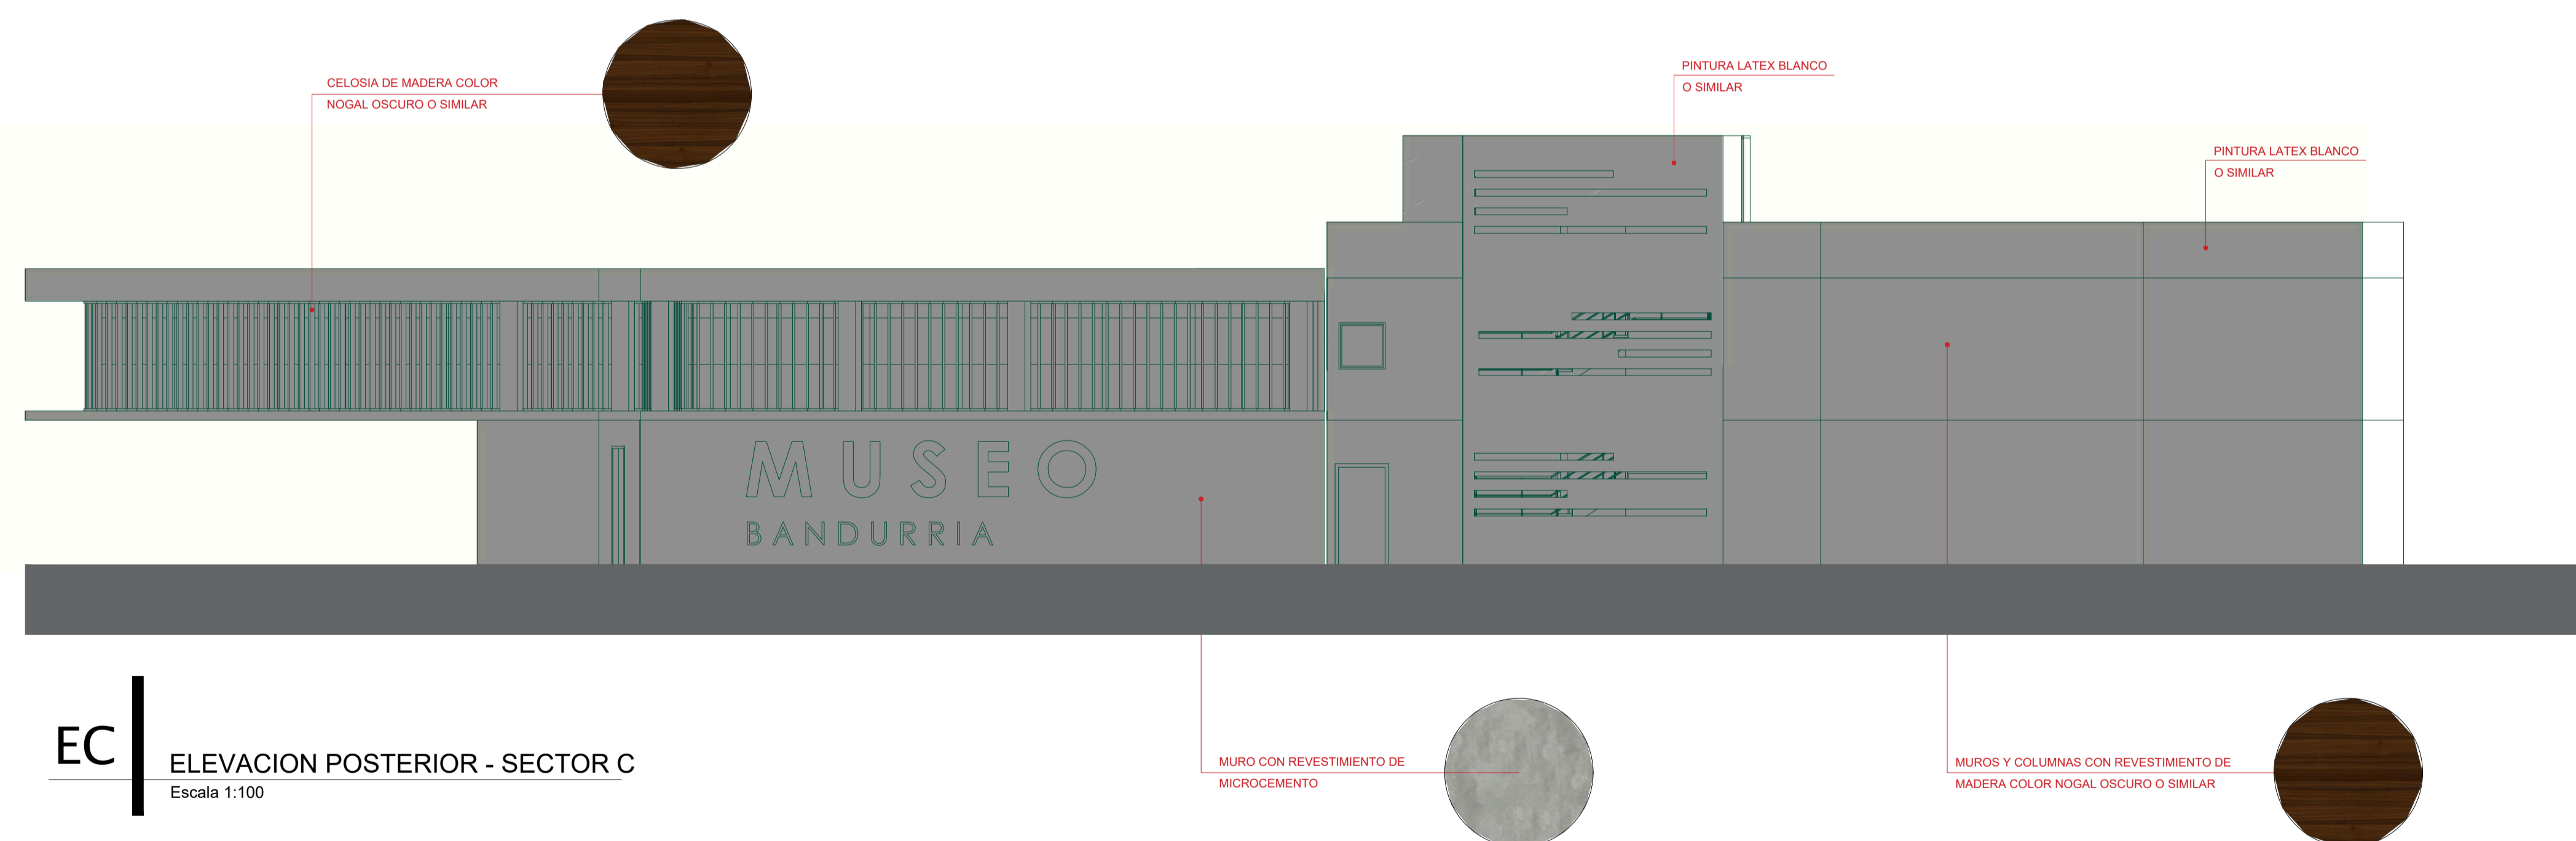 CELOSIA DE MADERA COLOR
NOGAL OSCURO O SIMILAR
PINTURA LATEX BLANCO
O SIMILAR
PINTURA LATEX BLANCO
O SIMILAR
MUSEO
BANDURRIA
EC
ELEVACION POSTERIOR - SECTOR C
Escala 1:100
MURO CON REVESTIMIENTO DE
MICROCEMENTO
MUROS Y COLUMNAS CON REVESTIMIENTO DE
MADERA COLOR NOGAL OSCURO O SIMILAR